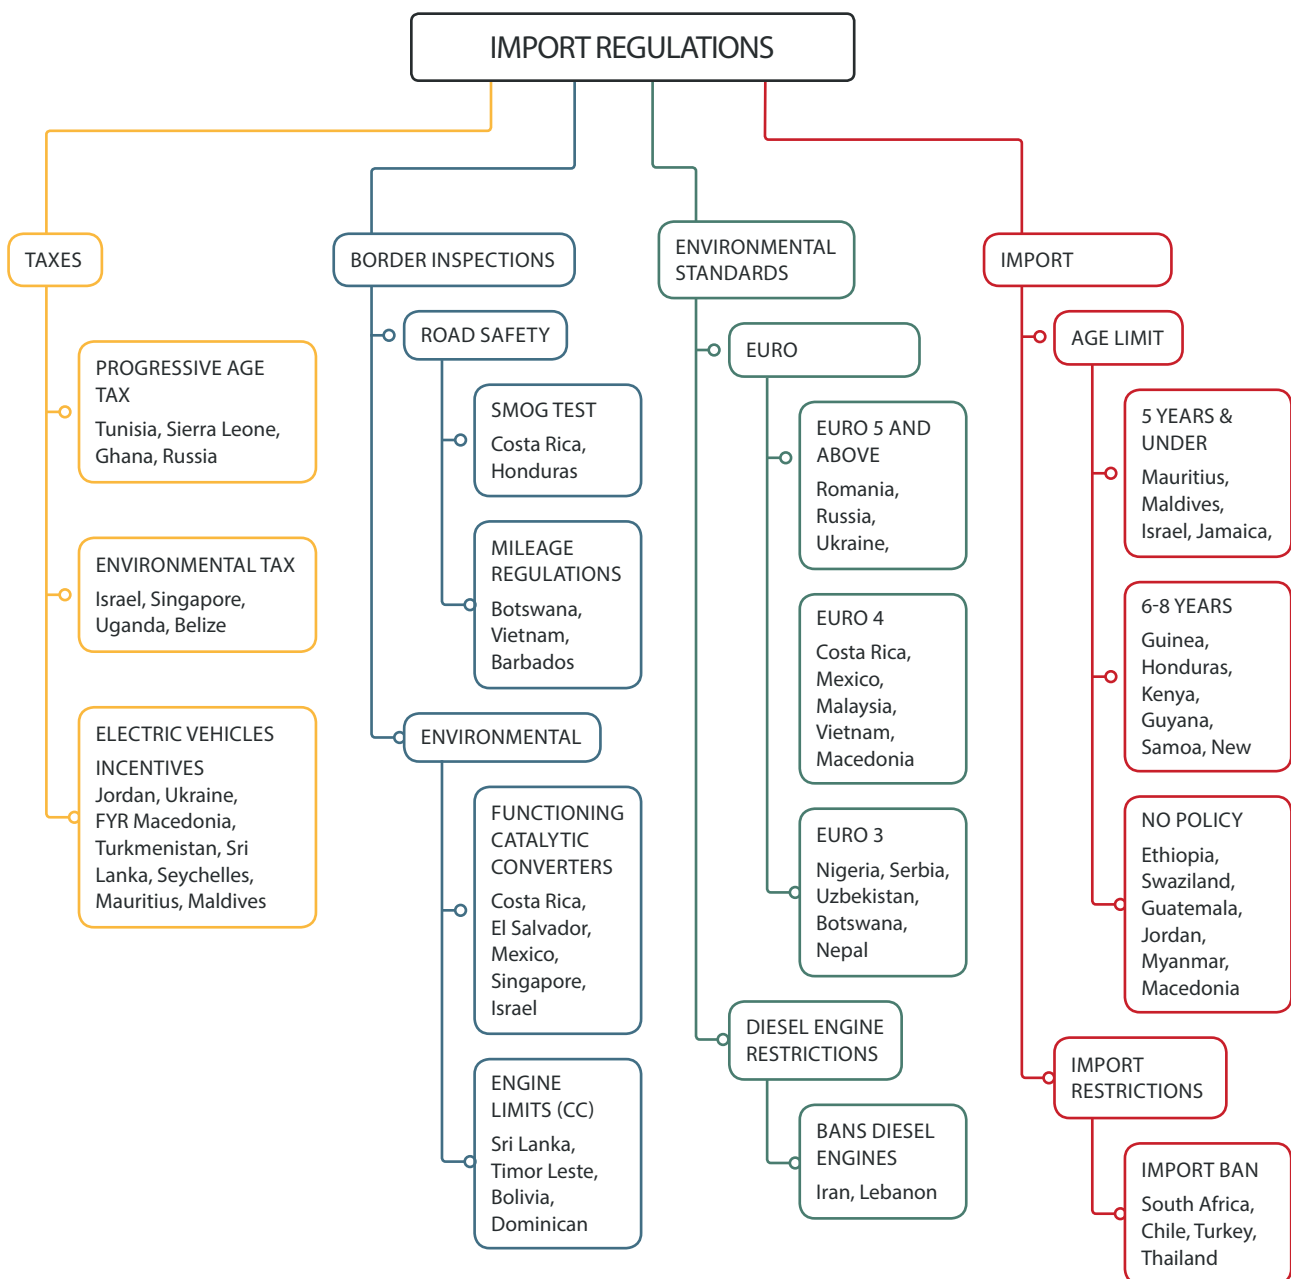 IMPORT REGULATIONS
TAXES
PROGRESSIVE AGE
TAX
Tunisia, Sierra Leone,
Ghana, Russia
ENVIRONMENTAL TAX
Israel, Singapore,
Uganda, Belize
ELECTRIC VEHICLES
INCENTIVES
Jordan, Ukraine,
FYR Macedonia,
Turkmenistan, Sri
Lanka, Seychelles,
Mauritius, Maldives
BORDER INSPECTIONS
ROAD SAFETY
SMOG TEST
Costa Rica,
Honduras
MILEAGE
REGULATIONS
Botswana,
Vietnam,
Barbados
ENVIRONMENTAL
FUNCTIONING
CATALYTIC
CONVERTERS
Costa Rica,
El Salvador,
Mexico,
Singapore,
Israel
ENGINE
LIMITS (CC)
Sri Lanka,
Timor Leste,
Bolivia,
Dominican
ENVIRONMENTAL
STANDARDS
EURO
EURO 5 AND
ABOVE
Romania,
Russia,
Ukraine,
EURO 4
Costa Rica,
Mexico,
Malaysia,
Vietnam,
Macedonia
EURO 3
Nigeria, Serbia,
Uzbekistan,
Botswana,
Nepal
DIESEL ENGINE
RESTRICTIONS
BANS DIESEL
ENGINES
Iran, Lebanon
IMPORT
AGE LIMIT
5 YEARS &
UNDER
Mauritius,
Maldives,
Israel, Jamaica,
6-8 YEARS
Guinea,
Honduras,
Kenya,
Guyana,
Samoa, New
NO POLICY
Ethiopia,
Swaziland,
Guatemala,
Jordan,
Myanmar,
Macedonia
IMPORT
RESTRICTIONS
IMPORT BAN
South Africa,
Chile, Turkey,
Thailand